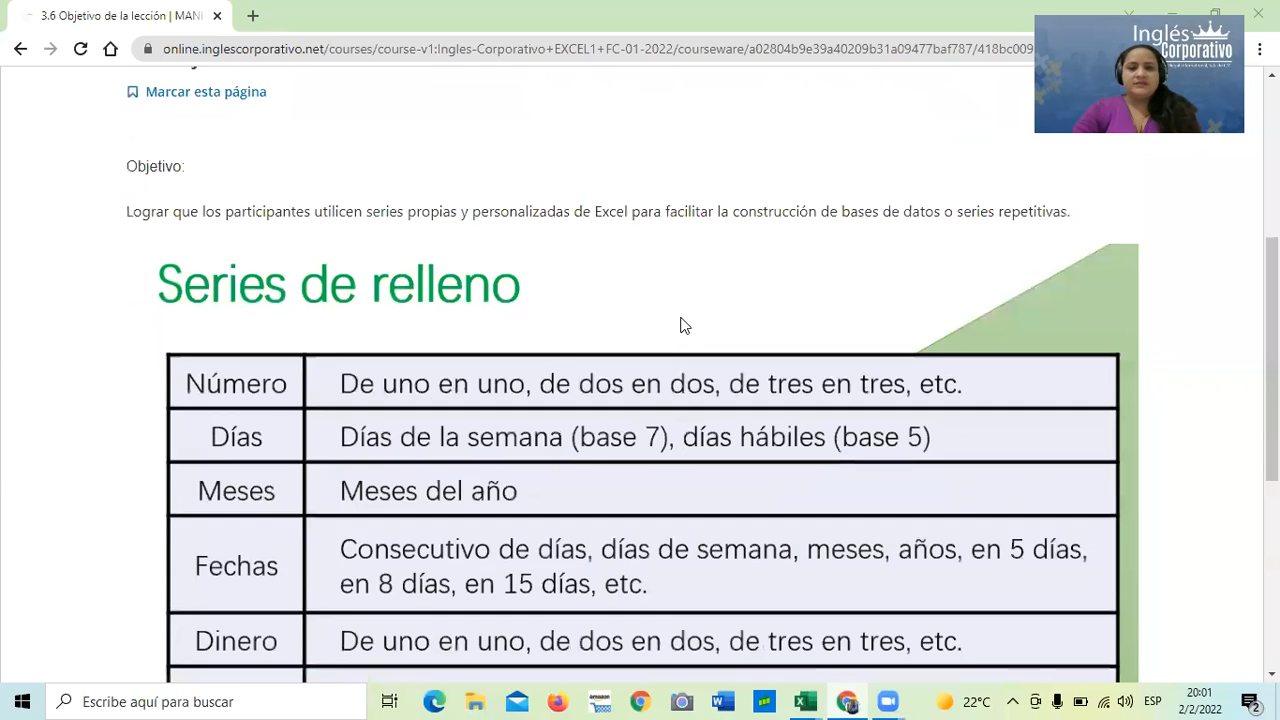 3.6 Objetivo de la lección | MANI
online.inglescorporativo.net/courses/course-v1:Ingles-Corporativo+EXCEL1+FC-01-2022/courseware/a02804b9e39a40209b31a09477baf787/418bc009
Inglés
Corporativo
Marcar esta página
Objetivo:
Lograr que los participantes utilicen series propias y personalizadas de Excel para facilitar la construcción de bases de datos o series repetitivas.
Series de relleno
Número De uno en uno, de dos en dos, de tres en tres, etc.
Días Días de la semana (base 7), días hábiles (base 5)
Meses Meses del año
Fechas Consecutivo de días, días de semana, meses, años, en 5 días,
en 8 días, en 15 días, etc.
Dinero De uno en uno, de dos en dos, de tres en tres, etc.
Escribe aquí para buscar
amazon
22°C
ESP
20:01
2/2/2022
2